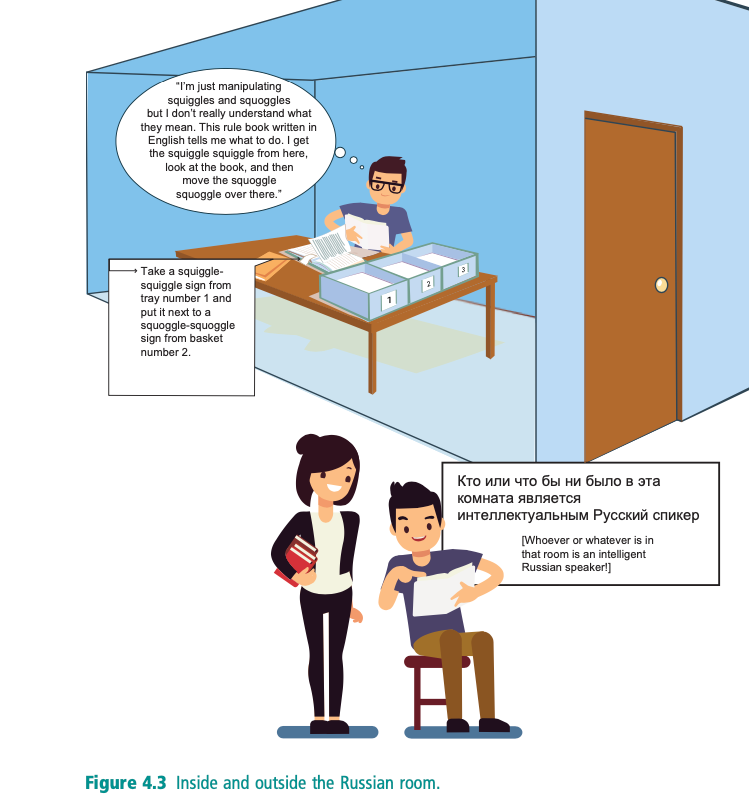 "I'm just manipulating
squiggles and squoggles
but I don't really understand what
they mean. This rule book written in
English tells me what to do. I get
the squiggle squiggle from here,
look at the book, and then
move the squoggle
squoggle over there."
Take a squiggle-
squiggle sign from
tray number 1 and
put it next to a
squoggle-squoggle
sign from basket
number 2.
1
2
3
Кто или что бы ни было в эта
комната является
интеллектуальным Русский спикер
[Whoever or whatever is in
that room is an intelligent
Russian speaker!]
Figure 4.3 Inside and outside the Russian room.